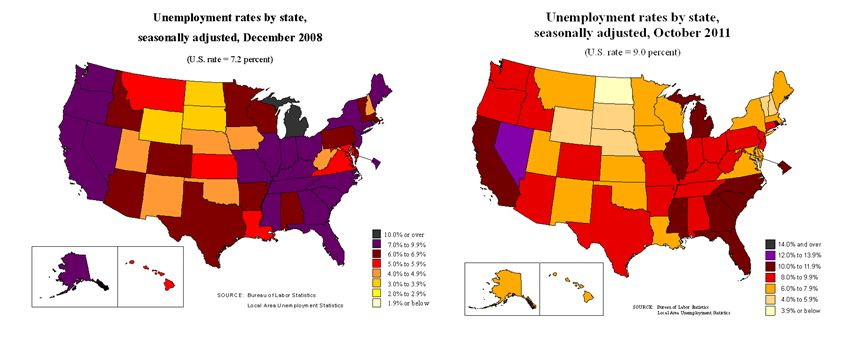 Unemployment rates by state,
seasonally adjusted, December 2008
(U.S. rate = 7.2 percent)
10.0% or over
7.0% to 9.9%
6.0% to 6.9%
5.0% to 5.9%
4.0% to 4.9%
3.0% to 3.9%
2.0% to 2.9%
1.9% or below
SOURCE: Bureau of Labor Statistics
Local Area Unemployment Statistics
Unemployment rates by state,
seasonally adjusted, October 2011
(U.S. rate = 9.0 percent)
14.0% and over
12.0% to 13.9%
10.0% to 11.9%
8.0% to 9.9%
6.0% to 7.9%
4.0% to 5.9%
3.9% or below
SOURCE: Bureau of Labor Statistics
Local Area Unemployment Statistics